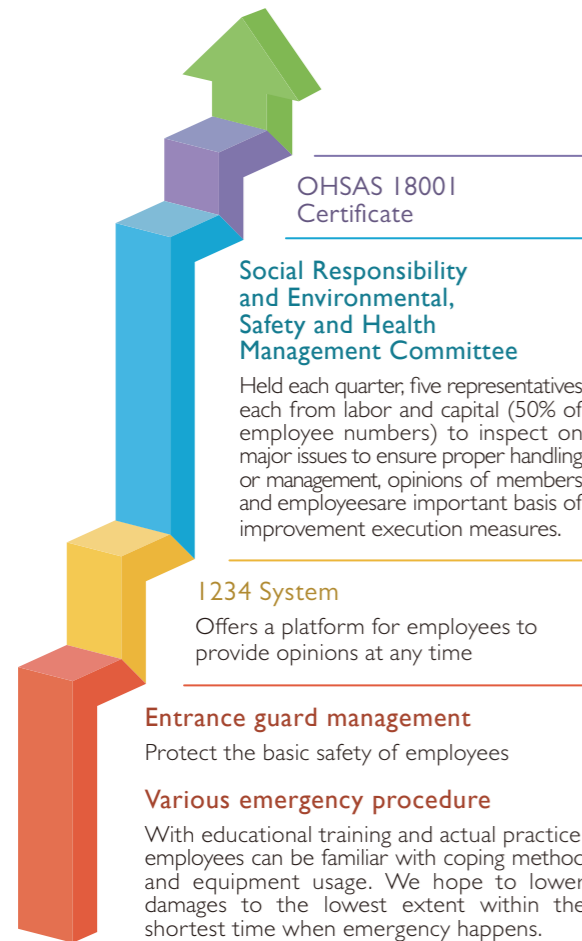 OHSAS 18001
Certificate
Social Responsibility
and Environmental,
Safety and Health
Management Committee
Held each quarter, five representatives
each from labor and capital (50% of
employee numbers) to inspect on
major issues to ensure proper handling
or management, opinions of members
and employeesare important basis of
improvement execution measures.
1234 System
Offers a platform for employees to
provide opinions at any time
Entrance guard management
Protect the basic safety of employees
Various emergency procedure
With educational training and actual practice
employees can be familiar with coping method
and equipment usage. We hope to lower
damages to the lowest extent within the
shortest time when emergency happens.